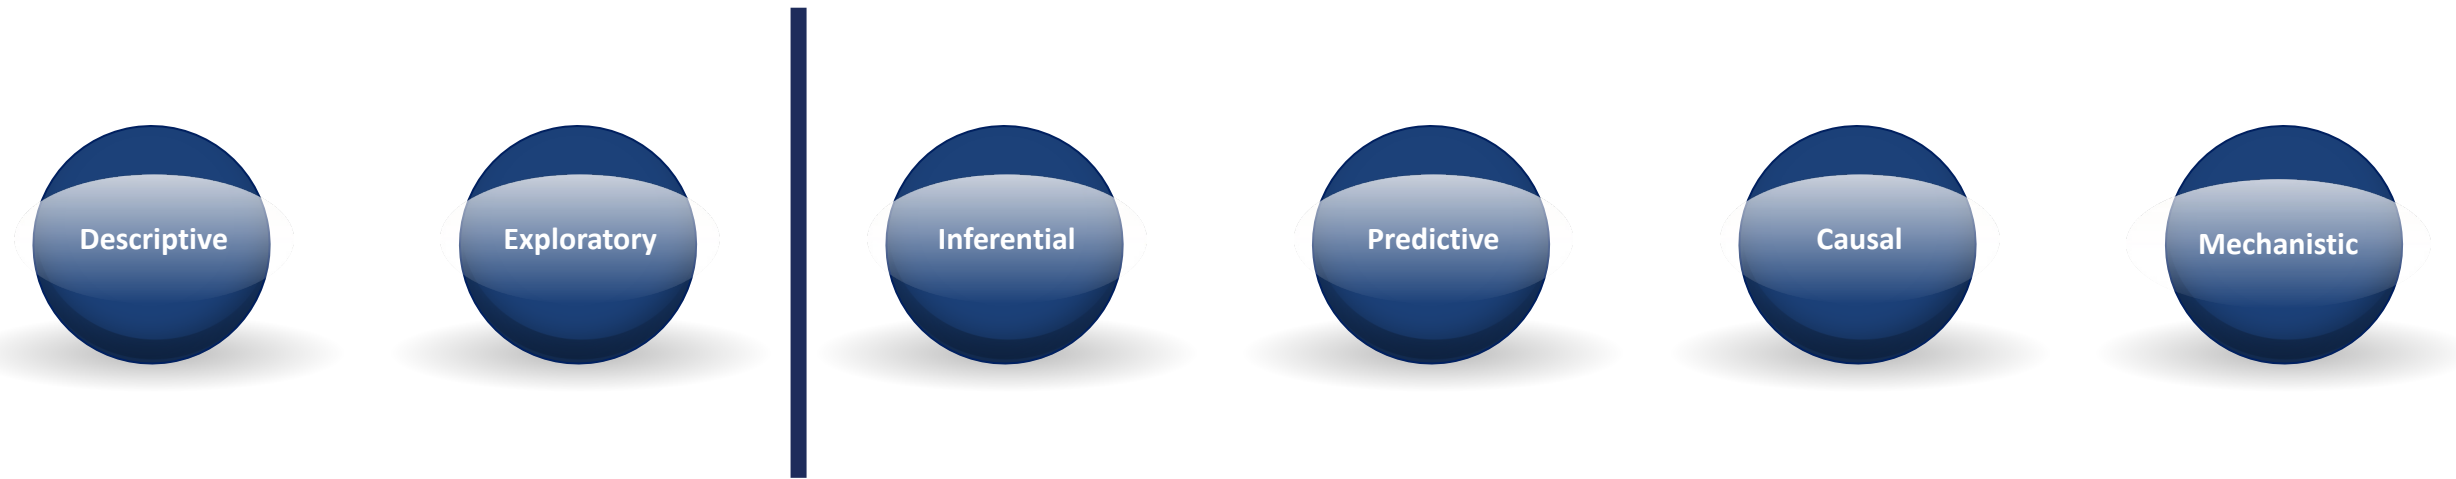 Descriptive
Exploratory
Inferential
Predictive
Causal
Mechanistic